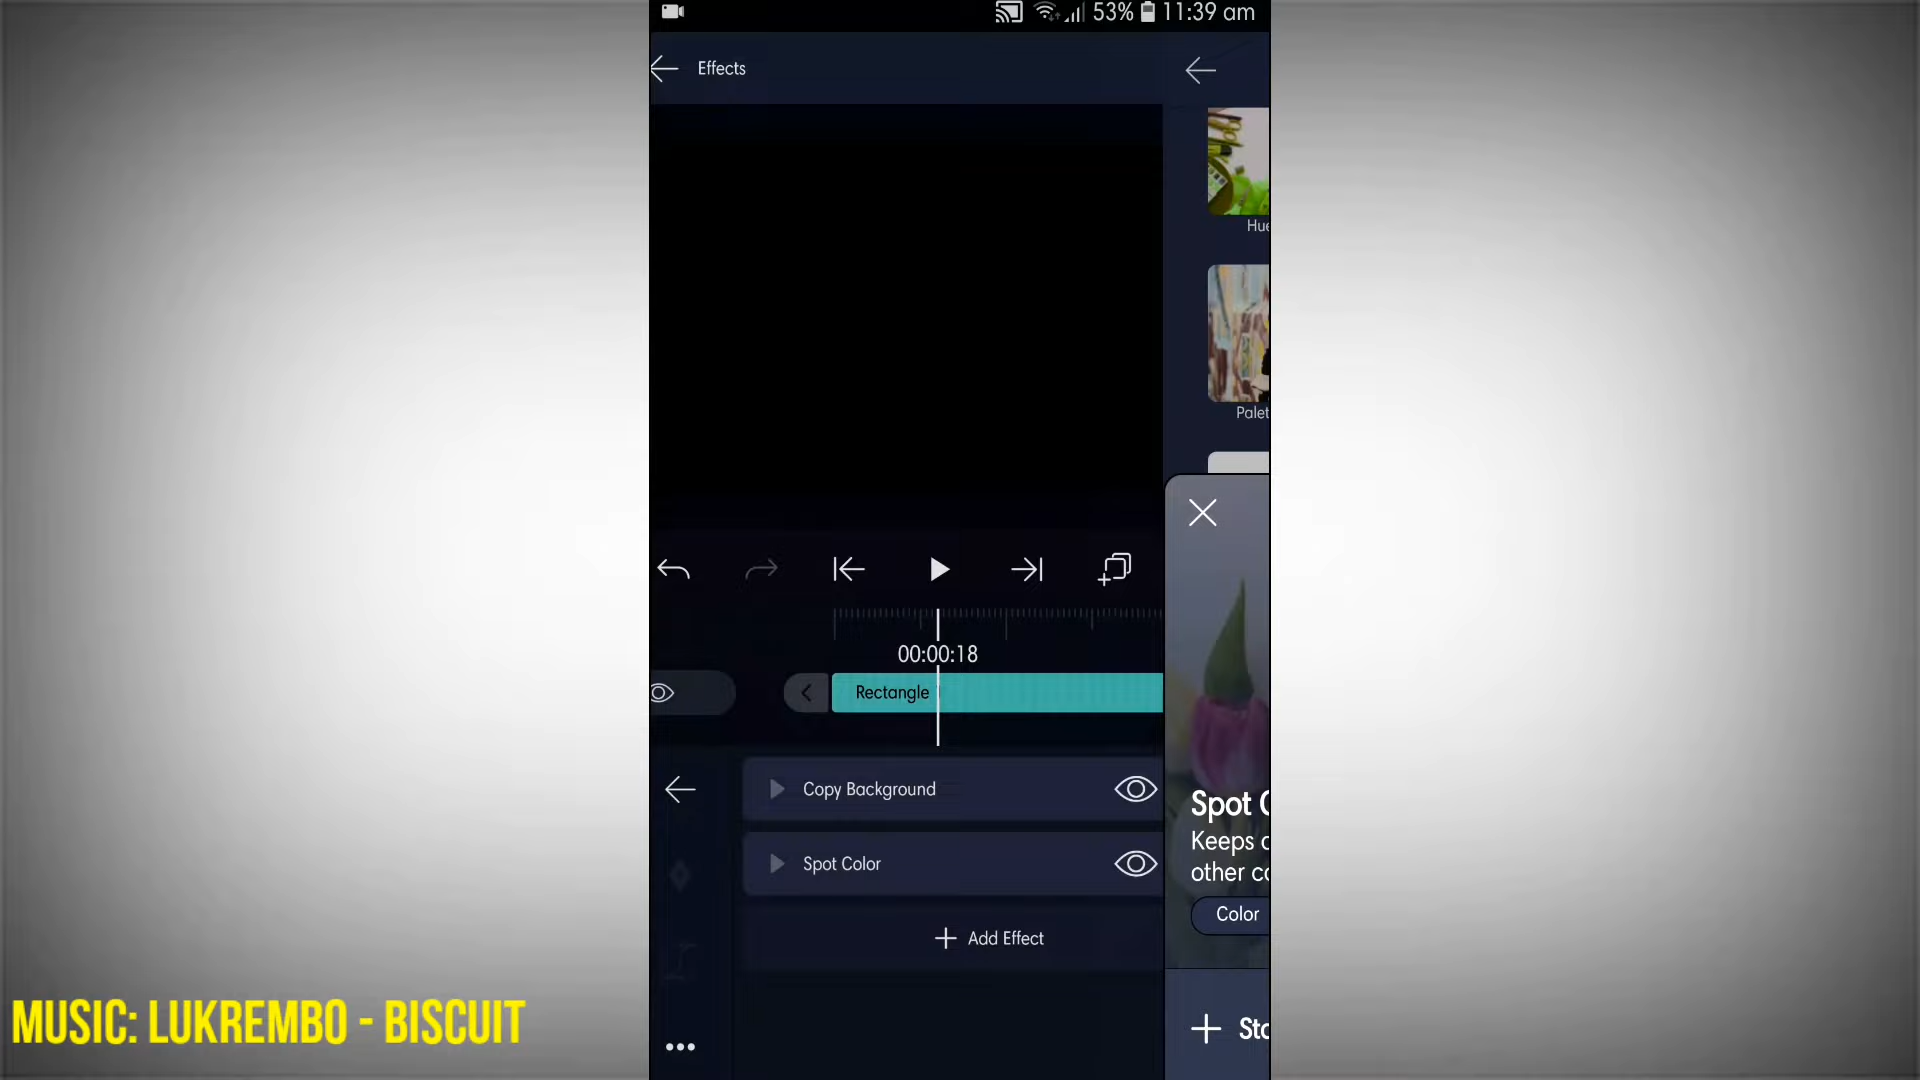 53% 11:39 am
Effects
Hue
Palet
00:00:18
Rectangle
Copy Background
Spot Color
Add Effect
Spot
Keeps
other
Color
MUSIC: LUKREMBO - BISCUIT